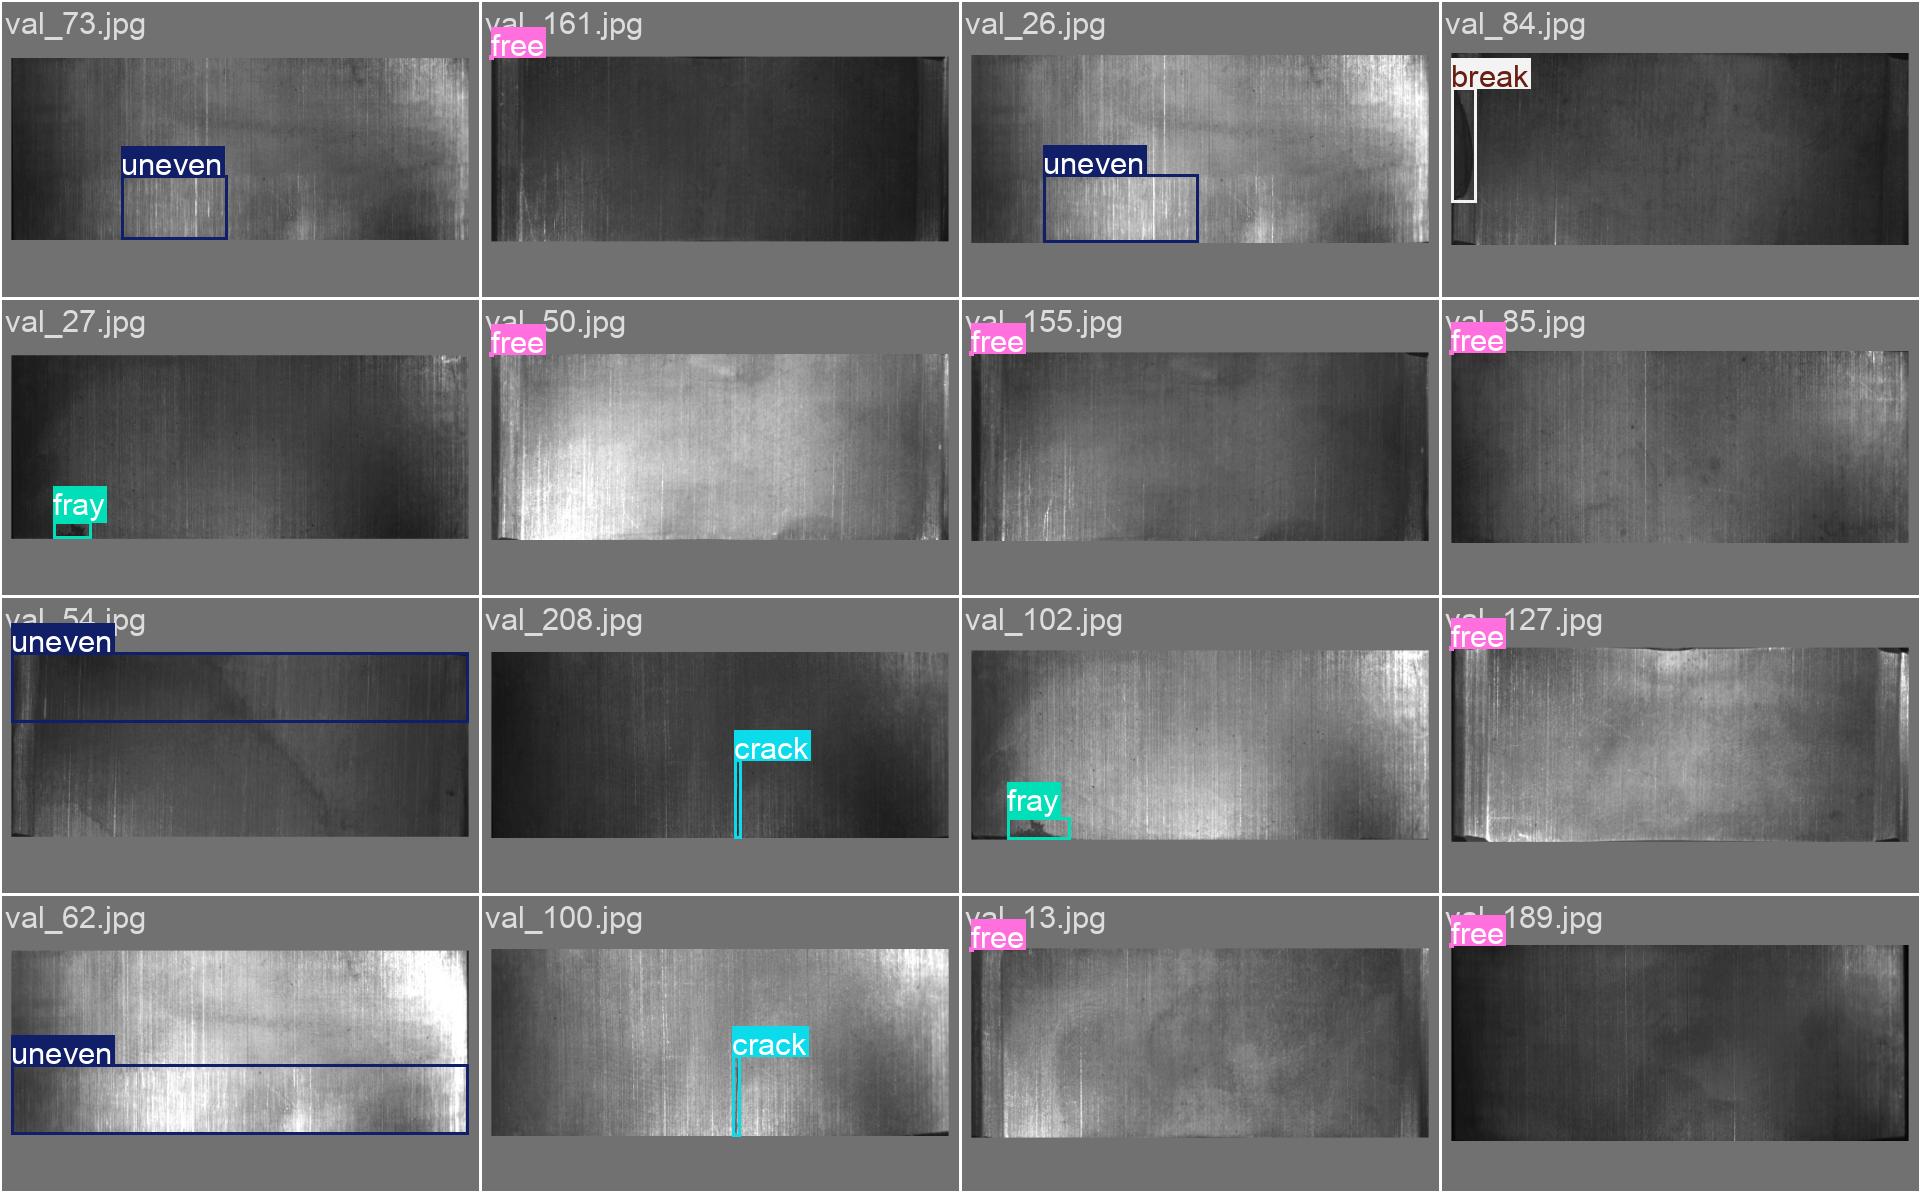 val_73.jpg
uneven
val_161.jpg
free
val_26.jpg
uneven
val_84.jpg
break
val_27.jpg
fray
val_50.jpg
free
val_155.jpg
free
val_85.jpg
free
val_54.jpg
uneven
val_208.jpg
crack
val_102.jpg
fray
val_127.jpg
free
val_62.jpg
uneven
val_100.jpg
crack
val_13.jpg
free
val_189.jpg
free